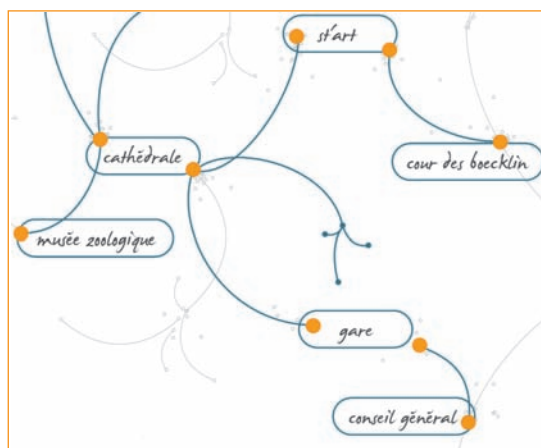 st'art
cathédrale
cour des boecklin
musée zoologique
gare
conseil général